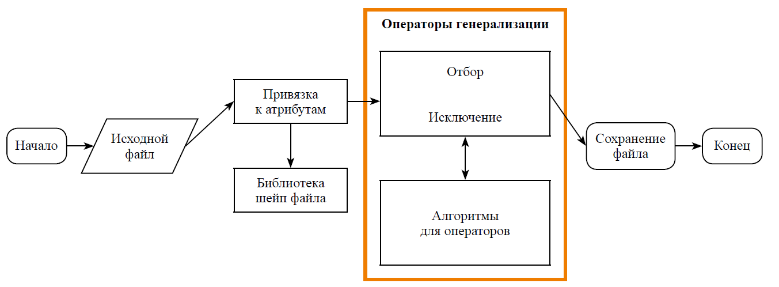 Операторы генерализации
Отбор
Исключение
Начало
Исходной
файл
Привязка
к атрибутам
Библиотека
шейп файла
Алгоритмы
для операторов
Сохранение
файла
Конец